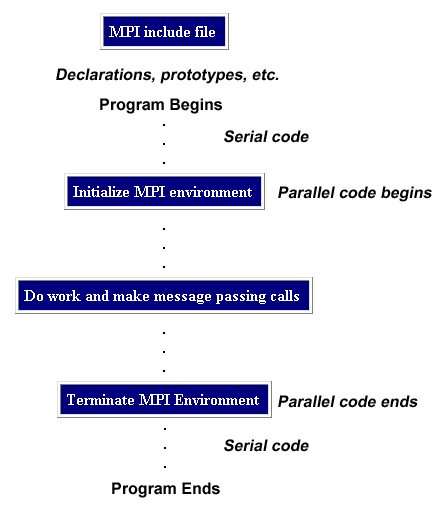 MPI include file
Declarations, prototypes, etc.
Program Begins
Serial code
Initialize MPI environment
Parallel code begins
Do work and make message passing calls
Terminate MPI Environment
Parallel code ends
Serial code
Program Ends